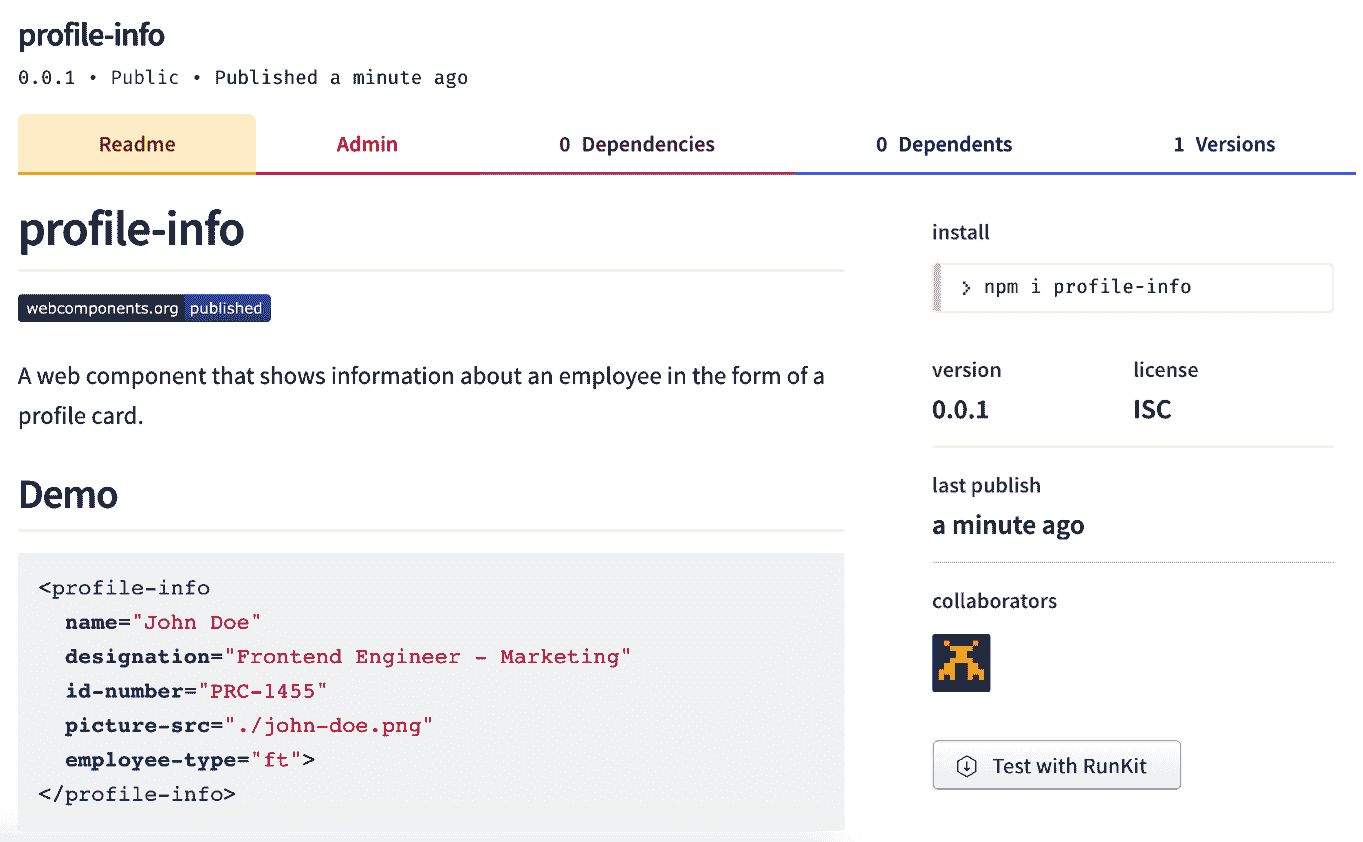 profile-info
0.0.1 • Public • Published a minute ago
Readme
Admin
0 Dependencies
0 Dependents
1 Versions
profile-info
webcomponents.org published
A web component that shows information about an employee in the form of a
profile card.
Demo
<profile-info
  name="John Doe"
  designation="Frontend Engineer - Marketing"
  id-number="PRC-1455"
  picture-src="./john-doe.png"
  employee-type="ft">
</profile-info>
install
npm i profile-info
version
license
0.0.1
ISC
last publish
a minute ago
collaborators
Test with RunKit